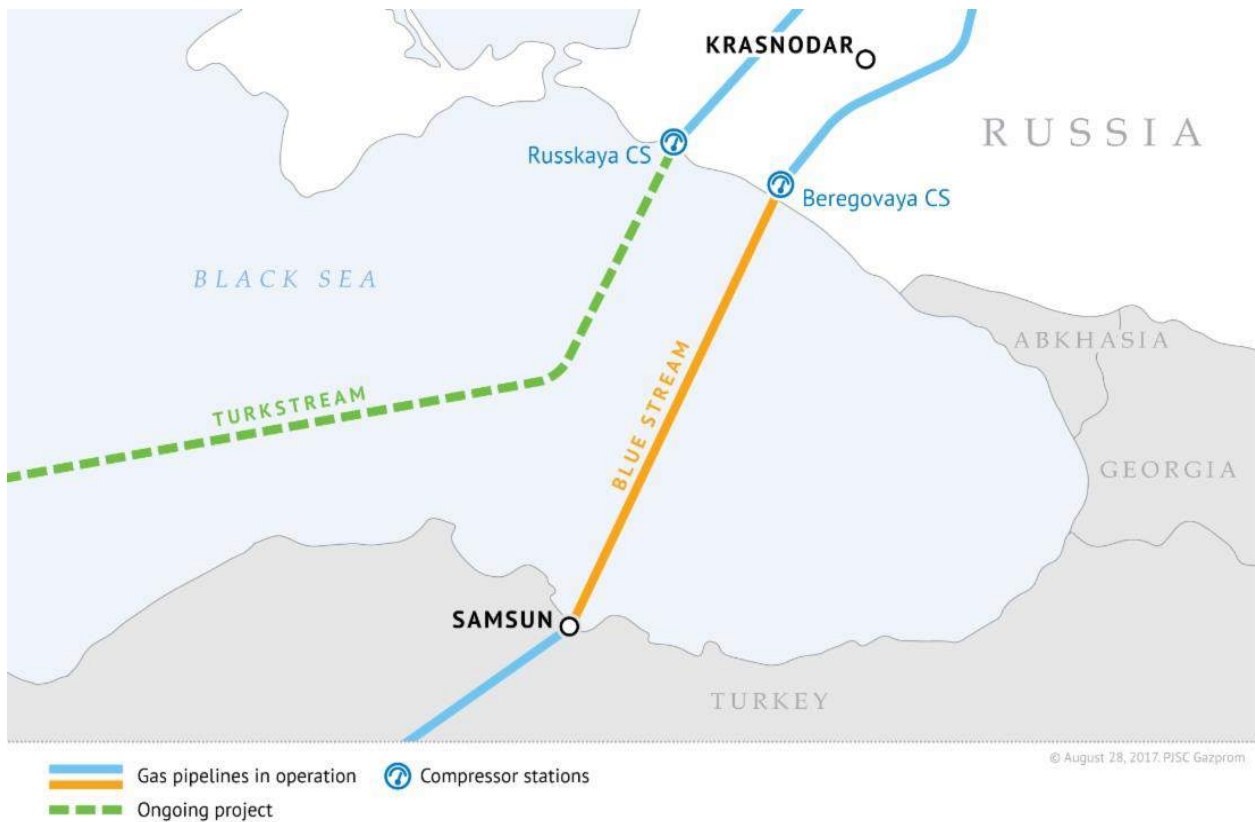 KRASNODAR
RUSSIA
Russkaya CS
Beregovaya CS
BLACK SEA
ABKHASIA
TURKSTREAM
BLUE STREAM
GEORGIA
SAMSUN
TURKEY
© August 28, 2017. PJSC Gazprom
Gas pipelines in operation
Compressor stations
Ongoing project